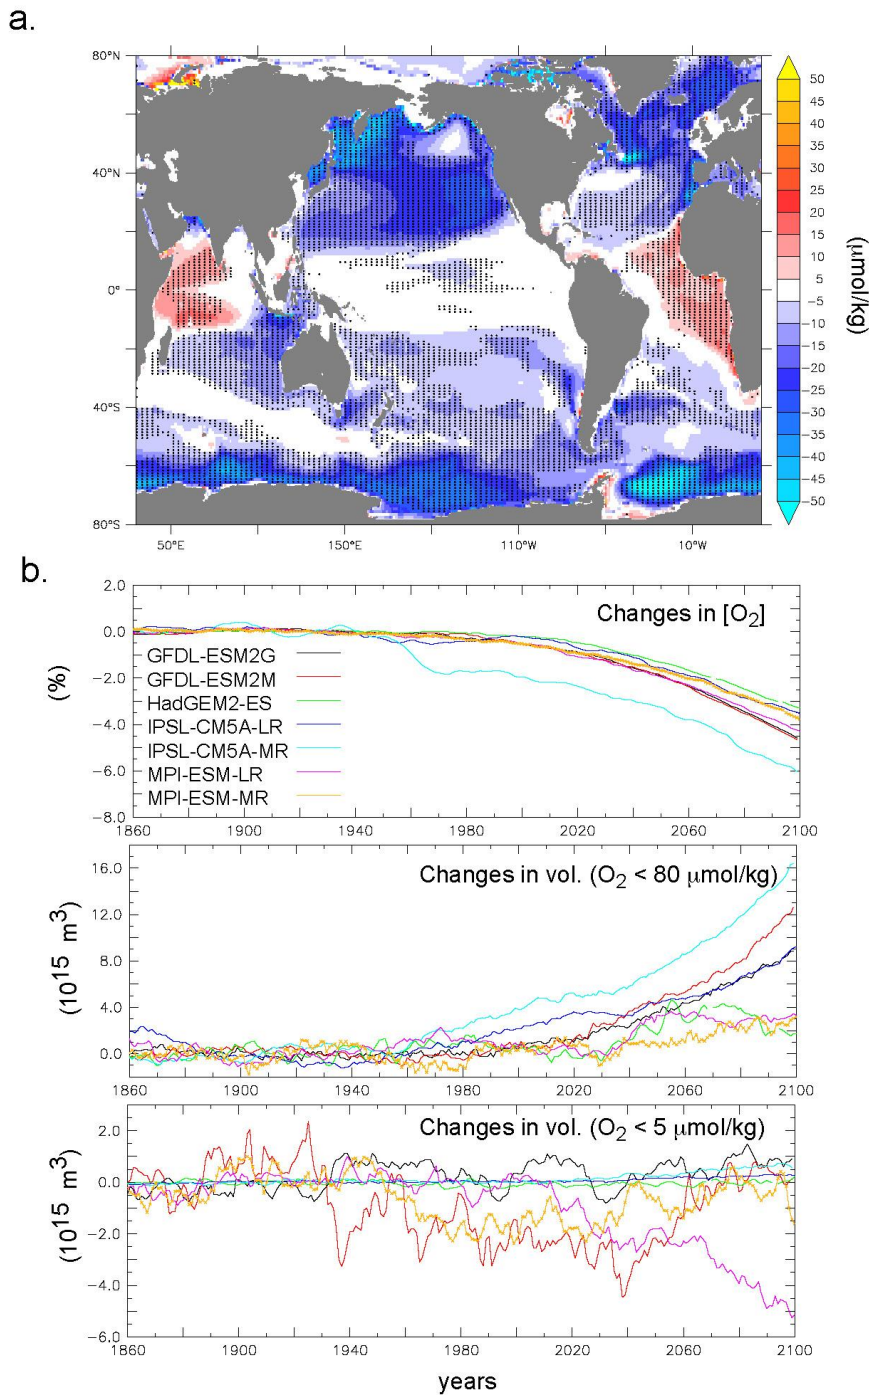 a.
80°N
40°N
0°
40°S
80°S
50°E
150°E
110°W
10°W
50
45
40
35
30
25
20
15
10
5
−5
−10
−15
−20
−25
−30
−35
−40
−45
−50
(μmol/kg)
b.
2.0
0.0
−2.0
−4.0
−6.0
−8.0
(%)
Changes in [O2]
GFDL-ESM2G
GFDL-ESM2M
HadGEM2-ES
IPSL-CM5A-LR
IPSL-CM5A-MR
MPI-ESM-LR
MPI-ESM-MR
1860 1900 1940 1980 2020 2060 2100
16.0
12.0
8.0
4.0
0.0
(10^15 m^3)
Changes in vol. (O2 < 80 μmol/kg)
1860 1900 1940 1980 2020 2060 2100
2.0
0.0
−2.0
−4.0
−6.0
(10^15 m^3)
Changes in vol. (O2 < 5 μmol/kg)
1860 1900 1940 1980 2020 2060 2100
years